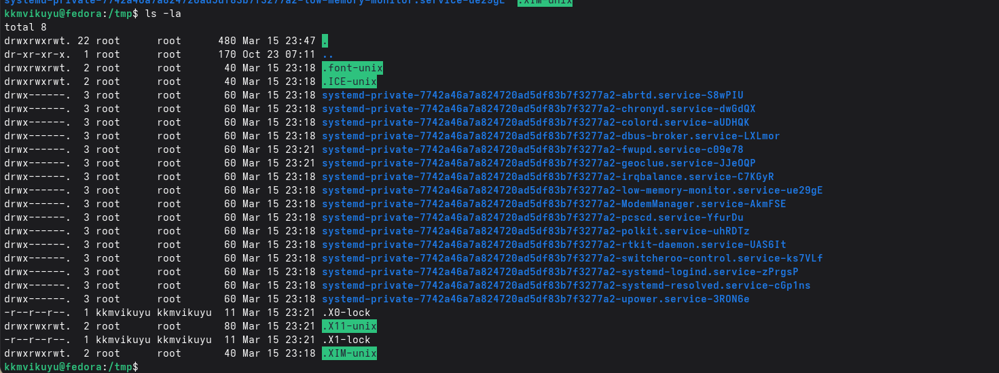 systemd-private-7742a46a7a824720ad5df83b7f3277a2-low-memory-monitor.service-ue29gE .XIM-unix
kkmvikuyu@fedora:/tmp$ ls -la
total 8
drwxrwxrwt. 22 root root 480 Mar 15 23:47 .
dr-xr-xr-x. 1 root root 170 Oct 23 07:11 ..
drwxrwxrwt. 2 root root 40 Mar 15 23:18 .font-unix
drwxrwxrwt. 2 root root 40 Mar 15 23:18 .ICE-unix
drwx------. 3 root root 60 Mar 15 23:18 systemd-private-7742a46a7a824720ad5df83b7f3277a2-abrtd.service-S8wPIU
drwx------. 3 root root 60 Mar 15 23:18 systemd-private-7742a46a7a824720ad5df83b7f3277a2-chronyd.service-dwGdQX
drwx------. 3 root root 60 Mar 15 23:18 systemd-private-7742a46a7a824720ad5df83b7f3277a2-colord.service-aUDHQK
drwx------. 3 root root 60 Mar 15 23:18 systemd-private-7742a46a7a824720ad5df83b7f3277a2-dbus-broker.service-LXLmor
drwx------. 3 root root 60 Mar 15 23:21 systemd-private-7742a46a7a824720ad5df83b7f3277a2-fwupd.service-c09e78
drwx------. 3 root root 60 Mar 15 23:21 systemd-private-7742a46a7a824720ad5df83b7f3277a2-geoclue.service-JJeOQP
drwx------. 3 root root 60 Mar 15 23:18 systemd-private-7742a46a7a824720ad5df83b7f3277a2-irqbalance.service-C7KGyR
drwx------. 3 root root 60 Mar 15 23:18 systemd-private-7742a46a7a824720ad5df83b7f3277a2-low-memory-monitor.service-ue29gE
drwx------. 3 root root 60 Mar 15 23:18 systemd-private-7742a46a7a824720ad5df83b7f3277a2-ModemManager.service-AkmFSE
drwx------. 3 root root 60 Mar 15 23:18 systemd-private-7742a46a7a824720ad5df83b7f3277a2-pcscd.service-YfurDu
drwx------. 3 root root 60 Mar 15 23:18 systemd-private-7742a46a7a824720ad5df83b7f3277a2-polkit.service-uhRDTz
drwx------. 3 root root 60 Mar 15 23:18 systemd-private-7742a46a7a824720ad5df83b7f3277a2-rtkit-daemon.service-UAS6It
drwx------. 3 root root 60 Mar 15 23:18 systemd-private-7742a46a7a824720ad5df83b7f3277a2-switcheroo-control.service-ks7VLf
drwx------. 3 root root 60 Mar 15 23:18 systemd-private-7742a46a7a824720ad5df83b7f3277a2-systemd-logind.service-zPrgsP
drwx------. 3 root root 60 Mar 15 23:18 systemd-private-7742a46a7a824720ad5df83b7f3277a2-systemd-resolved.service-cGp1ns
drwx------. 3 root root 60 Mar 15 23:18 systemd-private-7742a46a7a824720ad5df83b7f3277a2-upower.service-3RON6e
-r--r--r--. 1 kkmvikuyu kkmvikuyu 11 Mar 15 23:21 .X0-lock
drwxrwxrwt. 2 root root 80 Mar 15 23:21 .X11-unix
-r--r--r--. 1 kkmvikuyu kkmvikuyu 11 Mar 15 23:21 .X1-lock
drwxrwxrwt. 2 root root 40 Mar 15 23:18 .XIM-unix
kkmvikuyu@fedora:/tmp$